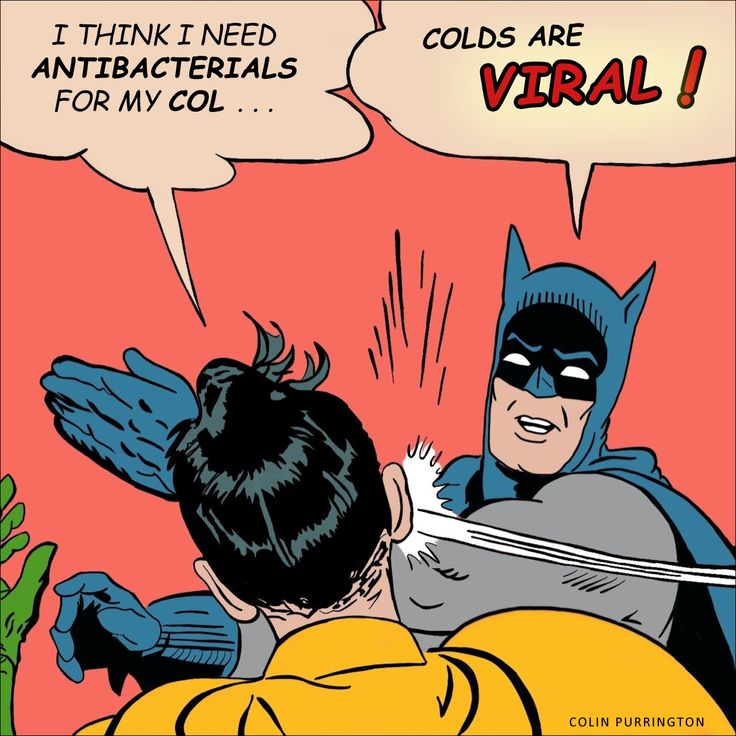 I THINK I NEED
ANTIBACTERIALS
FOR MY COL . . .
COLDS ARE
VIRAL!
COLIN PURRINGTON